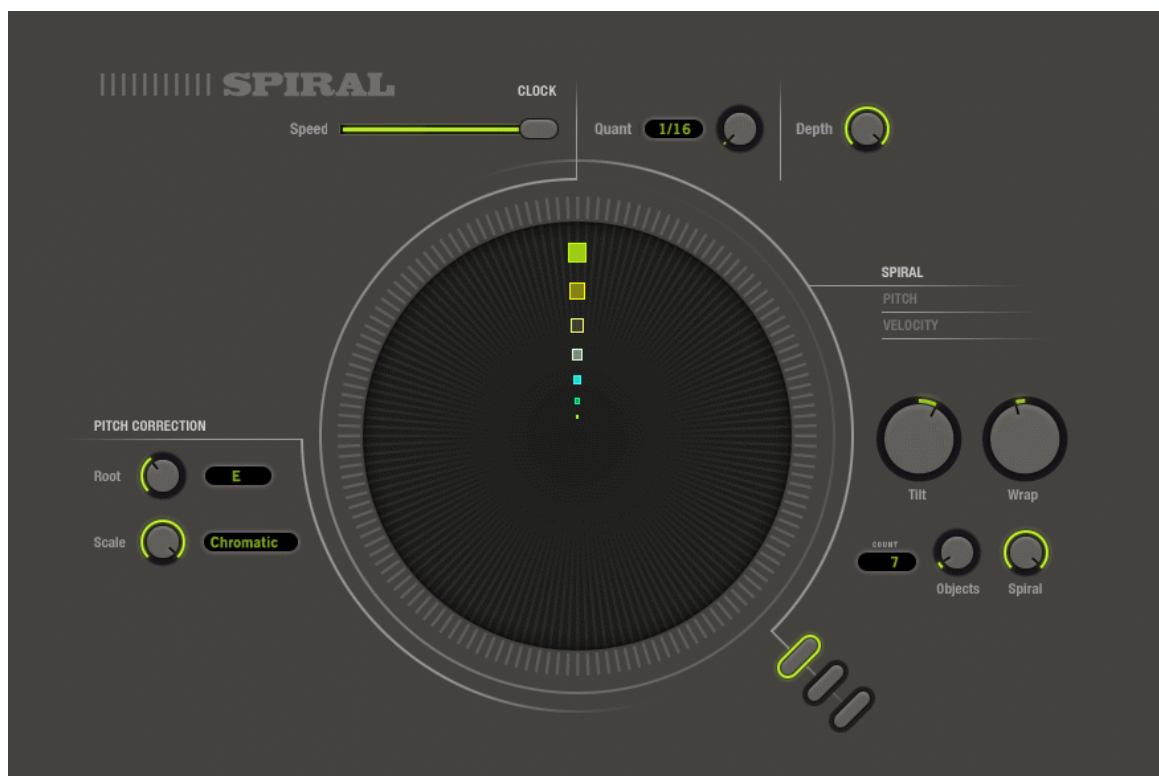 SPIRAL
CLOCK
Speed
Quant
1/16
Depth
SPIRAL
PITCH
VELOCITY
PITCH CORRECTION
Root
E
Scale
Chromatic
Tilt
Wrap
COUNT
7
Objects
Spiral